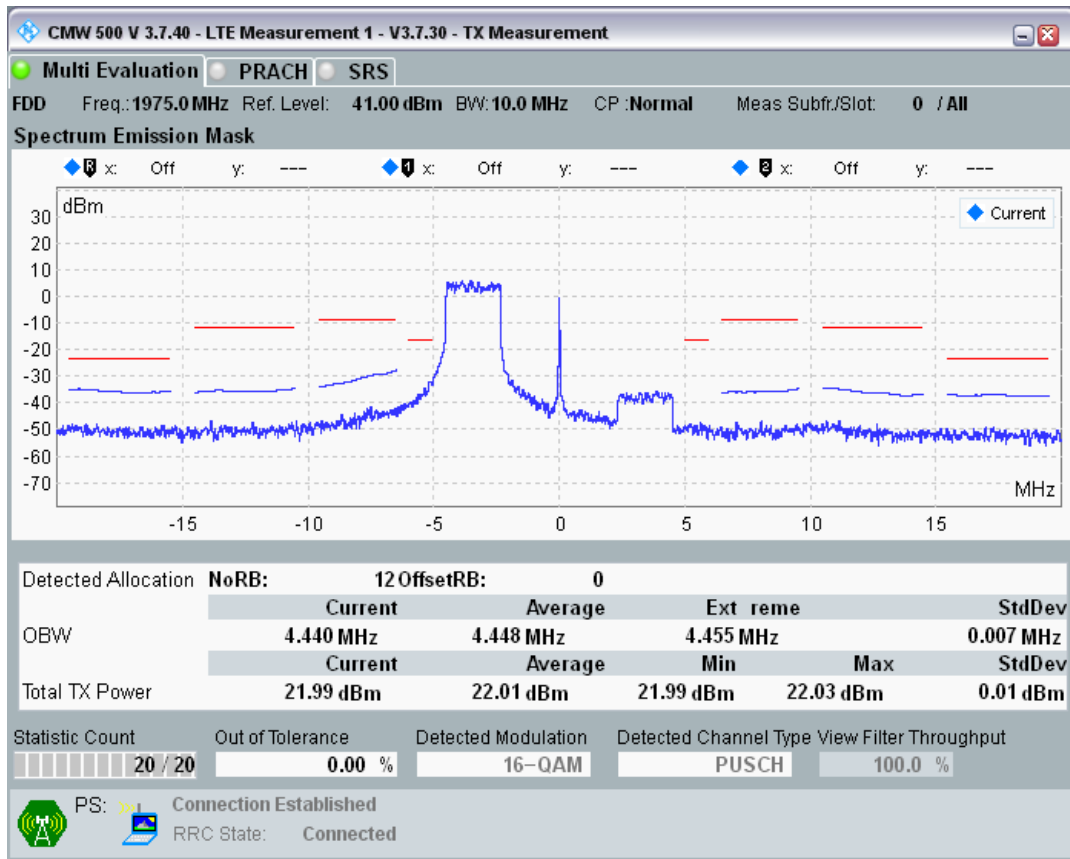 CMW 500 V 3.7.40 - LTE Measurement 1 - V3.7.30 - TX Measurement
Multi Evaluation PRACH SRS
FDD Freq.: 1975.0 MHz Ref. Level: 41.00 dBm BW: 10.0 MHz CP :Normal Meas Subfr./Slot: 0 / All
Spectrum Emission Mask
R x: Off y: --- 1 x: Off y: --- 2 x: Off y: ---
dBm
Current
30
20
10
0
-10
-20
-30
-40
-50
-60
-70
MHz
-15 -10 -5 0 5 10 15
Detected Allocation NoRB: 12 OffsetRB: 0
Current Average Ext reme StdDev
OBW 4.440 MHz 4.448 MHz 4.455 MHz 0.007 MHz
Current Average Min Max StdDev
Total TX Power 21.99 dBm 22.01 dBm 21.99 dBm 22.03 dBm 0.01 dBm
Statistic Count Out of Tolerance Detected Modulation Detected Channel Type View Filter Throughput
20 / 20 0.00 % 16-QAM PUSCH 100.0 %
PS: Connection Established
RRC State: Connected